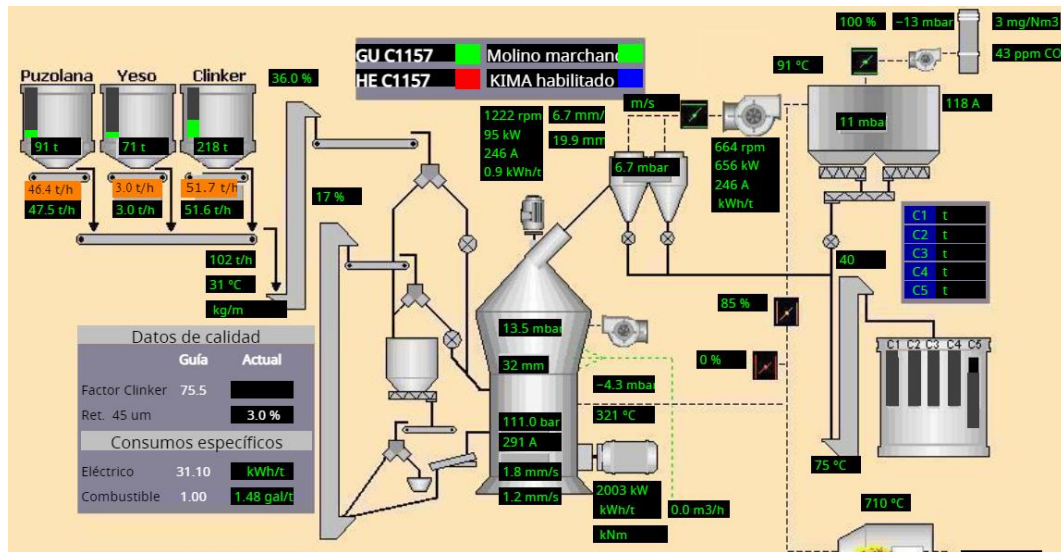 100 % −13 mbar 3 mg/Nm3
43 ppm CO
GU C1157 Molino marchand
HE C1157 KIMA habilitado
91 °C
118 A
11 mbar
Puzolana Yeso Clinker
36.0 %
91 t 71 t 218 t
46.4 t/h 3.0 t/h 51.7 t/h
47.5 t/h 3.0 t/h 51.6 t/h
1222 rpm 6.7 mm/
95 kW
246 A 19.9 mm
0.9 kWh/t
m/s
664 rpm
656 kW
246 A
kWh/t
6.7 mbar
17 %
102 t/h
31 °C
kg/m
C1 t
C2 t
C3 t
C4 t
C5 t
40
85 %
0 %
13.5 mbar
32 mm
−4.3 mbar
321 °C
111.0 bar
291 A
1.8 mm/s
1.2 mm/s
2003 kW
kWh/t
kNm
0.0 m3/h
C1 C2 C3 C4 C5
75 °C
710 °C
Datos de calidad
Guía Actual
Factor Clinker 75.5
Ret. 45 um 3.0 %
Consumos específicos
Eléctrico 31.10 kWh/t
Combustible 1.00 1.48 gal/t